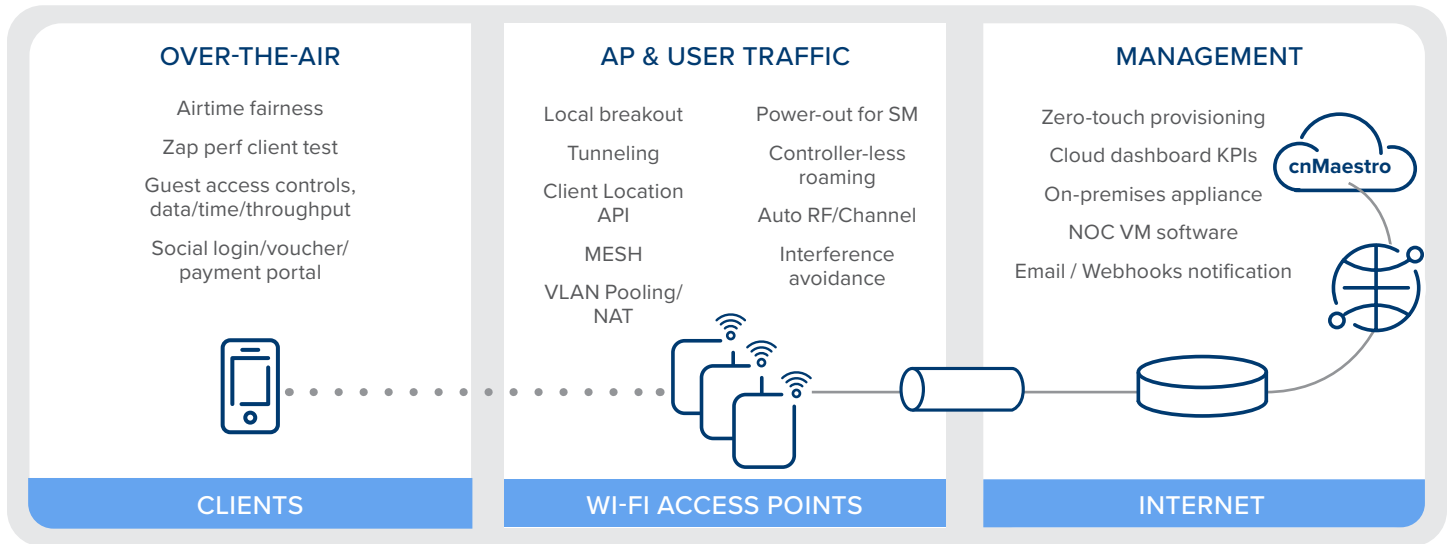 OVER-THE-AIR
Airtime fairness
Zap perf client test
Guest access controls,
data/time/throughput
Social login/voucher/
payment portal
CLIENTS
AP & USER TRAFFIC
Local breakout
Tunneling
Client Location
API
MESH
VLAN Pooling/
NAT
Power-out for SM
Controller-less
roaming
Auto RF/Channel
Interference
avoidance
WI-FI ACCESS POINTS
MANAGEMENT
Zero-touch provisioning
Cloud dashboard KPIs
On-premises appliance
NOC VM software
Email / Webhooks notification
cnMaestro
INTERNET